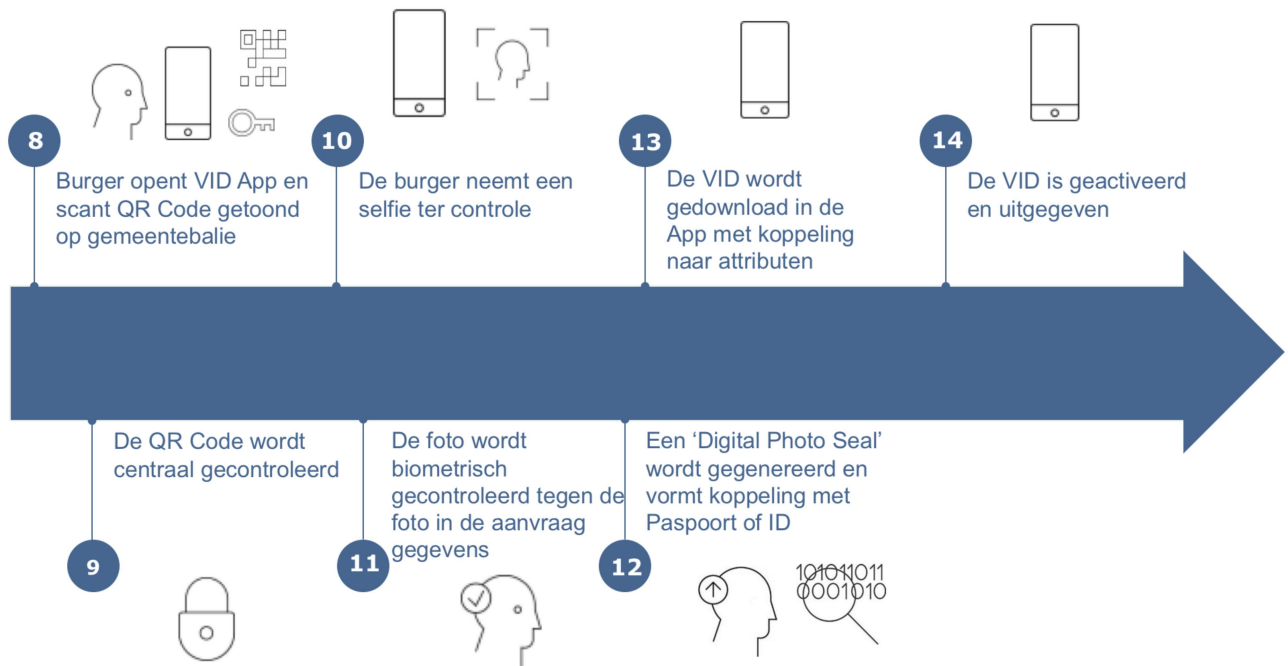 8
Burger opent VID App en
scant QR Code getoond
op gemeentebalie
10
De burger neemt een
selfie ter controle
13
De VID wordt
gedownload in de
App met koppeling
naar attributen
14
De VID is geactiveerd
en uitgegeven
De QR Code wordt
centraal gecontroleerd
9
De foto wordt
biometrisch
gecontroleerd tegen de
foto in de aanvraag
gegevens
11
Een ‘Digital Photo Seal’
wordt gegenereerd en
vormt koppeling met
Paspoort of ID
12
101011011
0001010